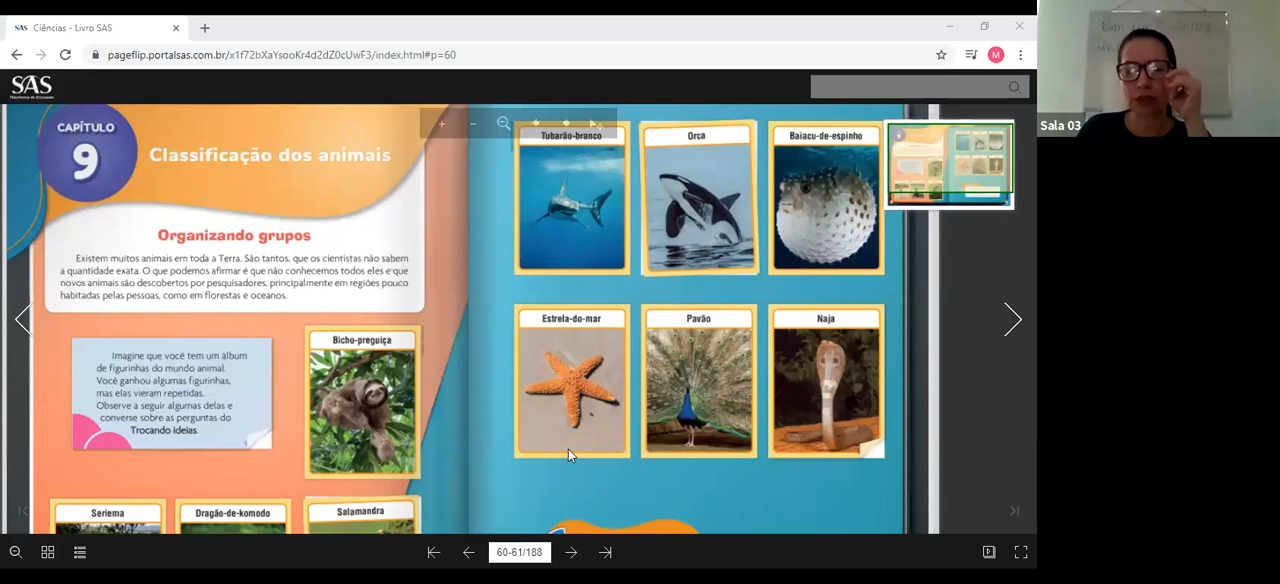 SAS Ciências - Livro SAS
pageflip.portalsas.com.br/x1f72bXaYsooKr4d2dZ0cUwF3/index.html#p=60
M
SAS
Plataforma de Educação
Sala 03
CAPÍTULO
9
Classificação dos animais
Organizando grupos
Existem muitos animais em toda a Terra. São tantos, que os cientistas não sabem
a quantidade exata. O que podemos afirmar é que não conhecemos todos eles e que
novos animais são descobertos por pesquisadores, principalmente em regiões pouco
habitadas pelas pessoas, como em florestas e oceanos.
Imagine que você tem um álbum
de figurinhas do mundo animal.
Você ganhou algumas figurinhas,
mas elas vieram repetidas.
Observe a seguir algumas delas e
converse sobre as perguntas do
Trocando ideias.
Bicho-preguiça
Seriema
Dragão-de-komodo
Salamandra
Tubarão-branco
Orca
Baiacu-de-espinho
Estrela-do-mar
Pavão
Naja
60-61/188